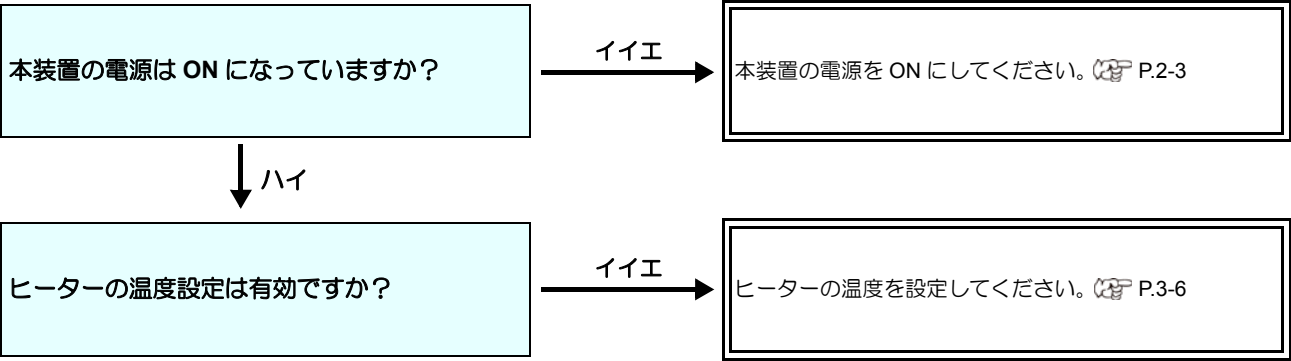 本装置の電源は ON になっていますか？
イイエ
本装置の電源を ON にしてください。 P.2-3
ハイ
ヒーターの温度設定は有効ですか？
イイエ
ヒーターの温度を設定してください。 P.3-6